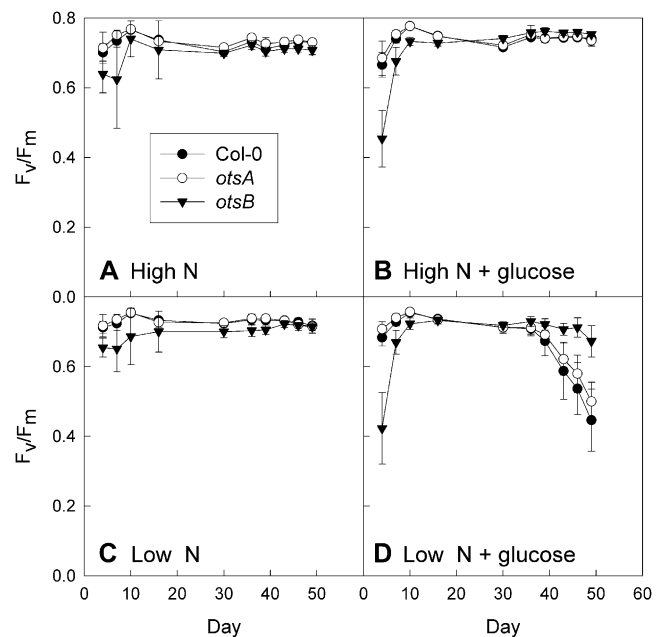 0.8
0.6
0.4
0.2
0.0
0.6
0.4
0.2
0.0
Fv/Fm
Fv/Fm
Col-0
otsA
otsB
A High N
B High N + glucose
C Low N
D Low N + glucose
0 10 20 30 40 50 0 10 20 30 40 50 60
Day Day